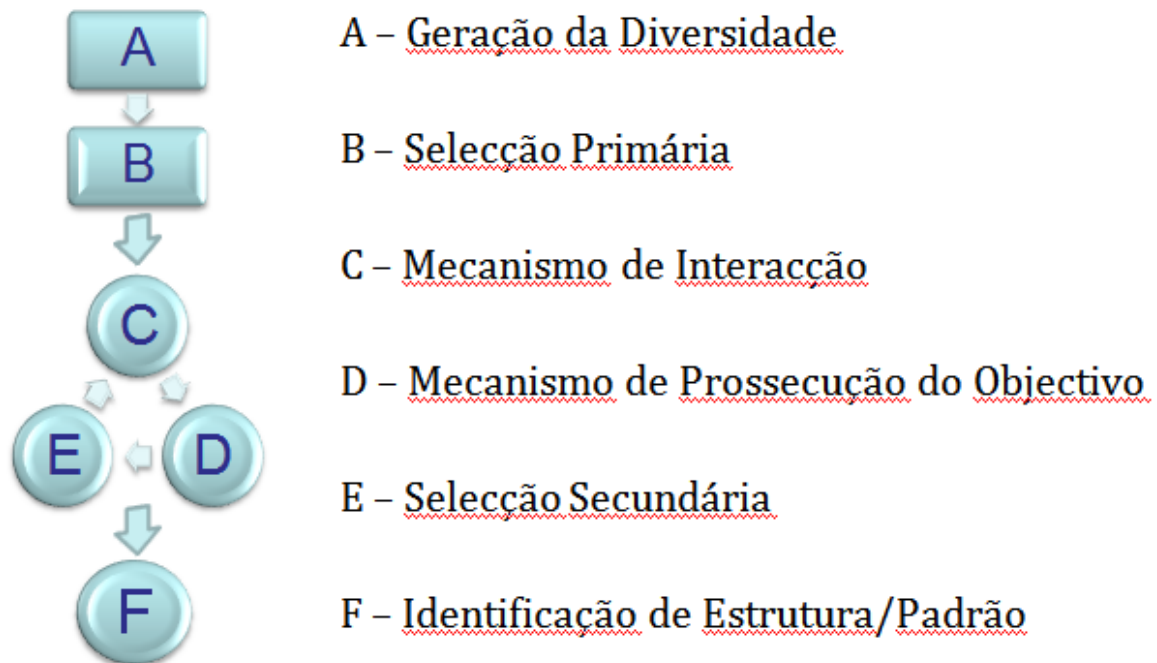 A
A – Geração da Diversidade
B
B – Selecção Primária
C
C – Mecanismo de Interacção
D – Mecanismo de Prossecução do Objectivo
E
D
E – Selecção Secundária
F
F – Identificação de Estrutura/Padrão